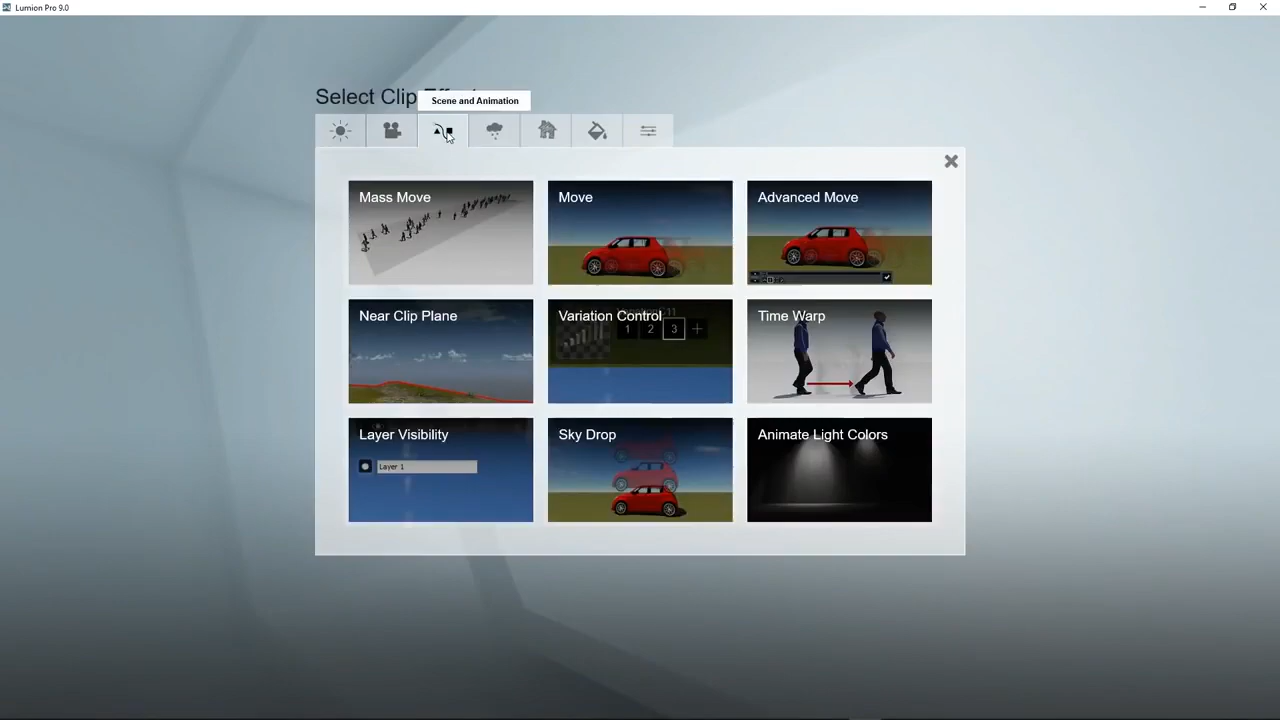 Lumion Pro 9.0
Select Clip
Scene and Animation
Mass Move
Move
Advanced Move
Near Clip Plane
Variation Control
1 2 3 +
Time Warp
Layer Visibility
Layer 1
Sky Drop
Animate Light Colors